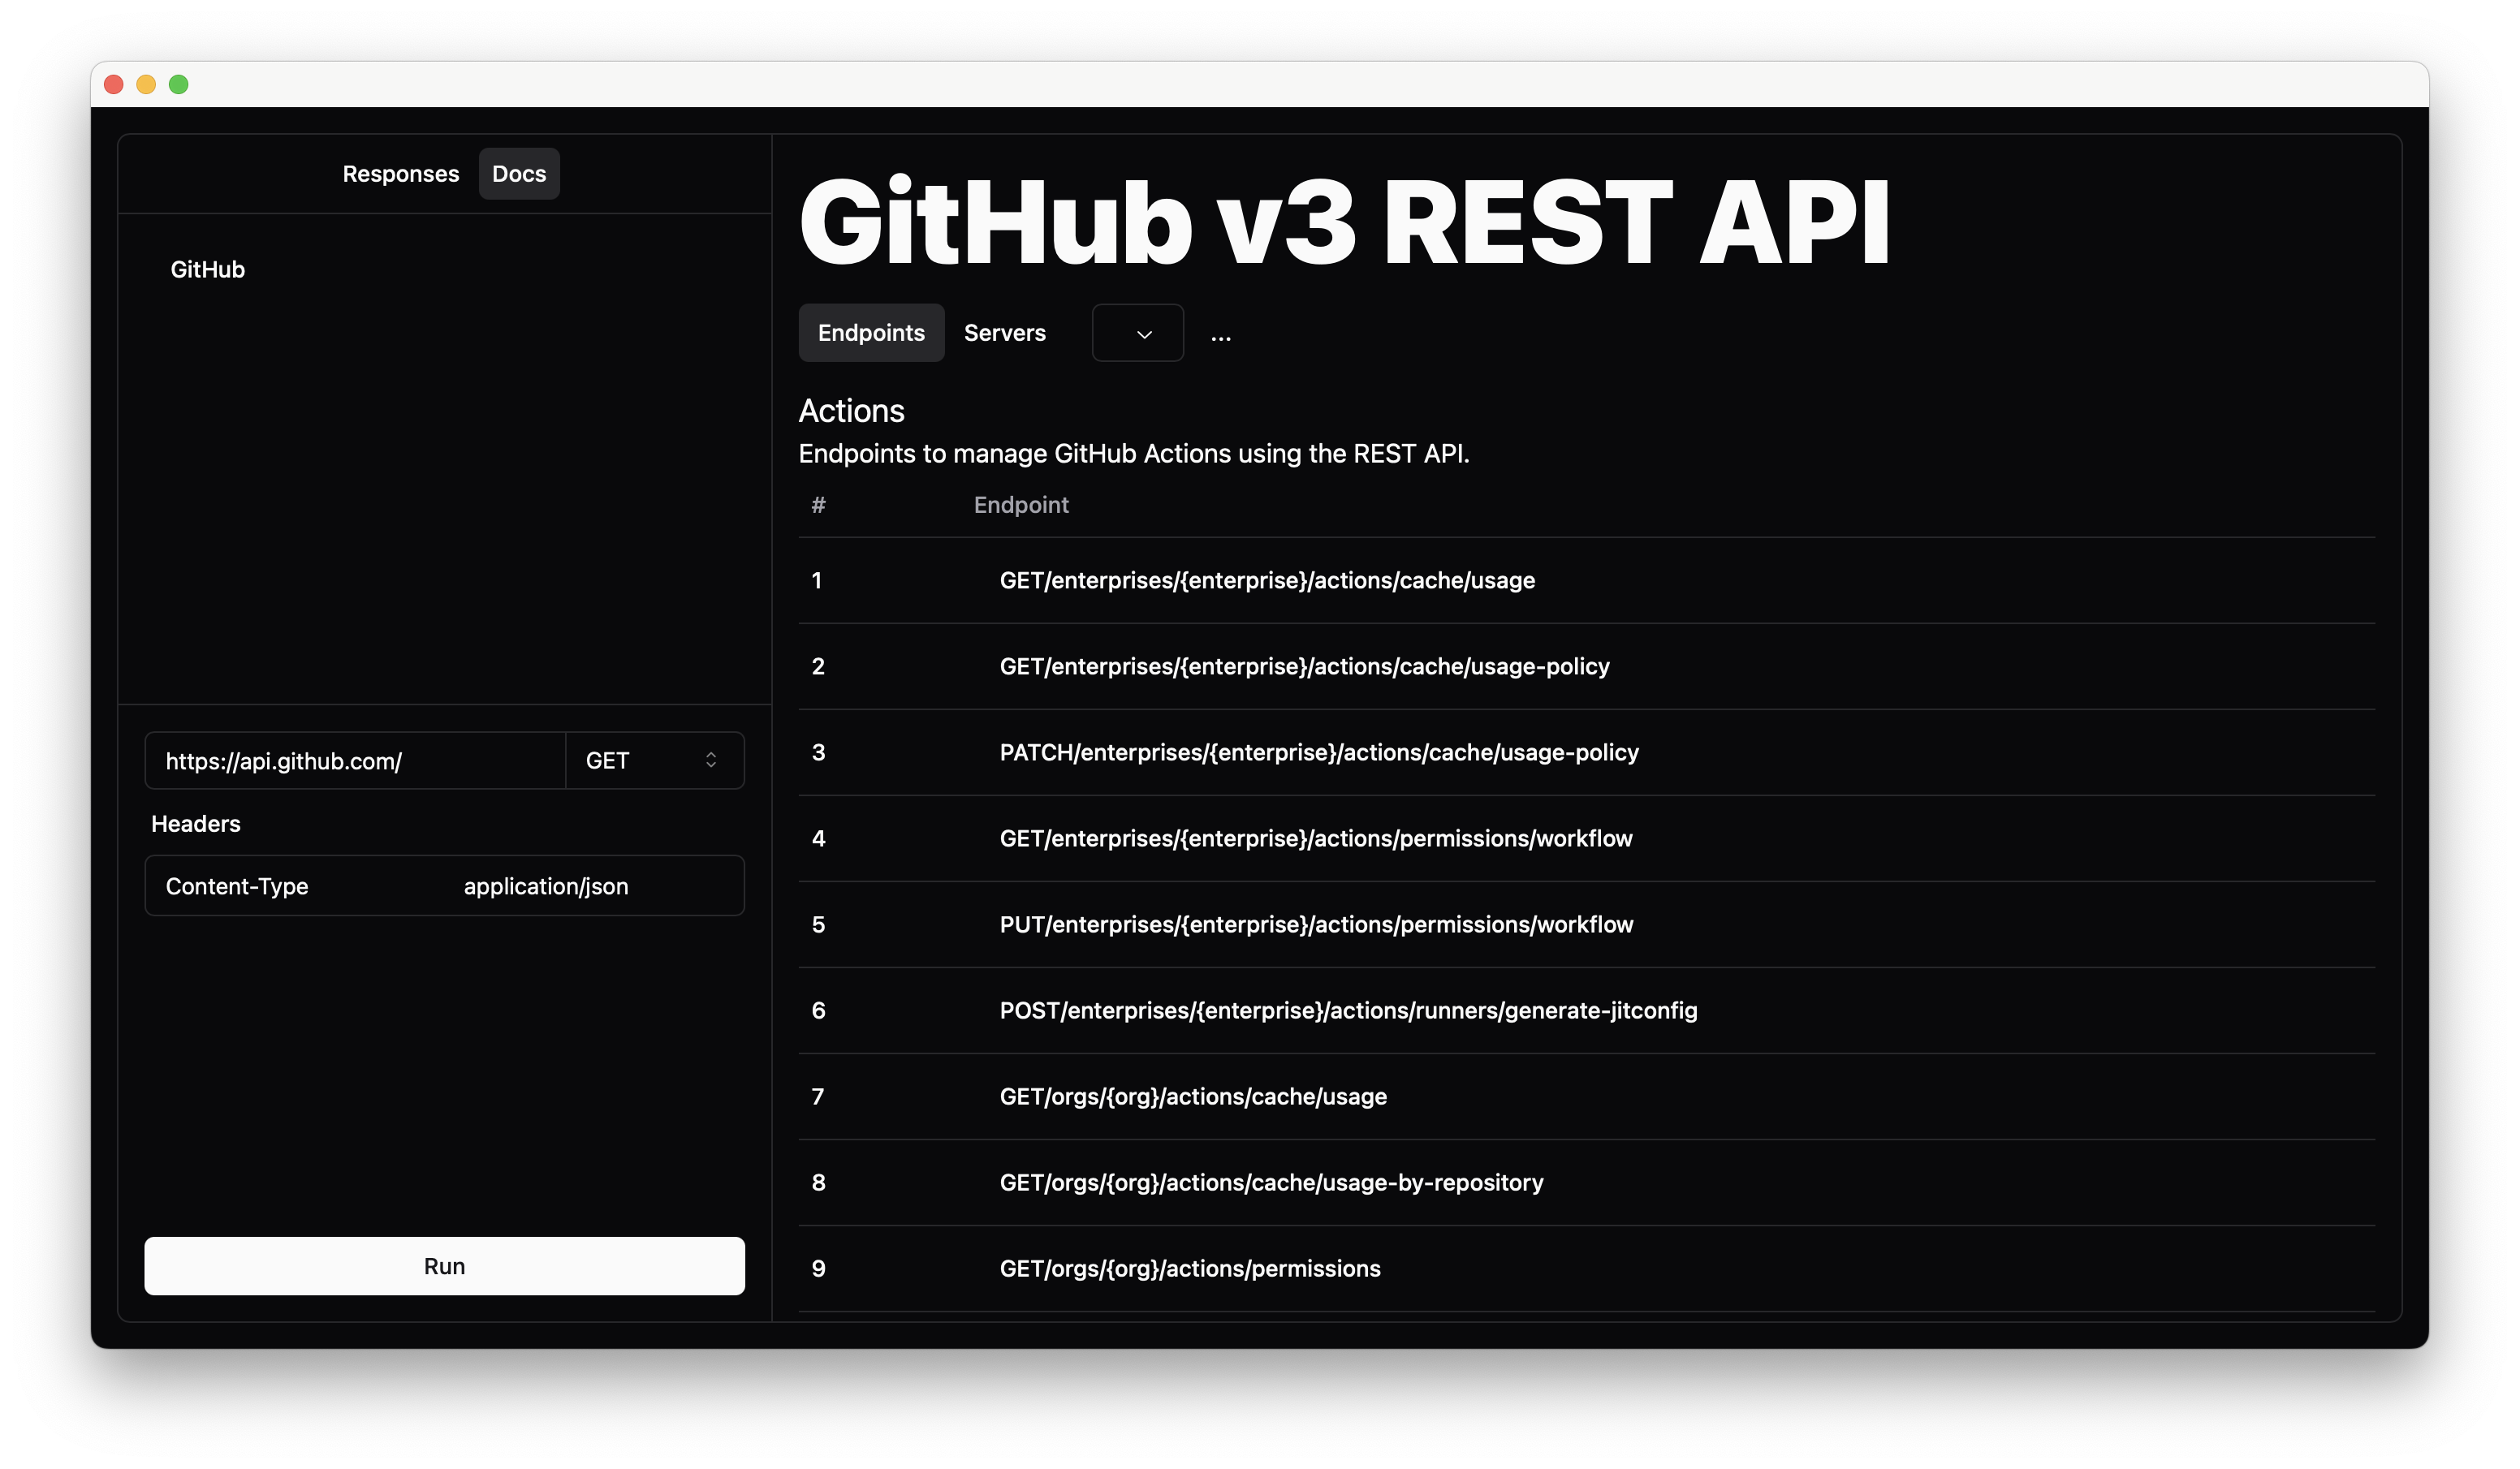 Responses Docs
GitHub
https://api.github.com/ GET
Headers
Content-Type application/json
Run
GitHub v3 REST API
Endpoints Servers ...
Actions
Endpoints to manage GitHub Actions using the REST API.
# Endpoint
1 GET/enterprises/{enterprise}/actions/cache/usage
2 GET/enterprises/{enterprise}/actions/cache/usage-policy
3 PATCH/enterprises/{enterprise}/actions/cache/usage-policy
4 GET/enterprises/{enterprise}/actions/permissions/workflow
5 PUT/enterprises/{enterprise}/actions/permissions/workflow
6 POST/enterprises/{enterprise}/actions/runners/generate-jitconfig
7 GET/orgs/{org}/actions/cache/usage
8 GET/orgs/{org}/actions/cache/usage-by-repository
9 GET/orgs/{org}/actions/permissions